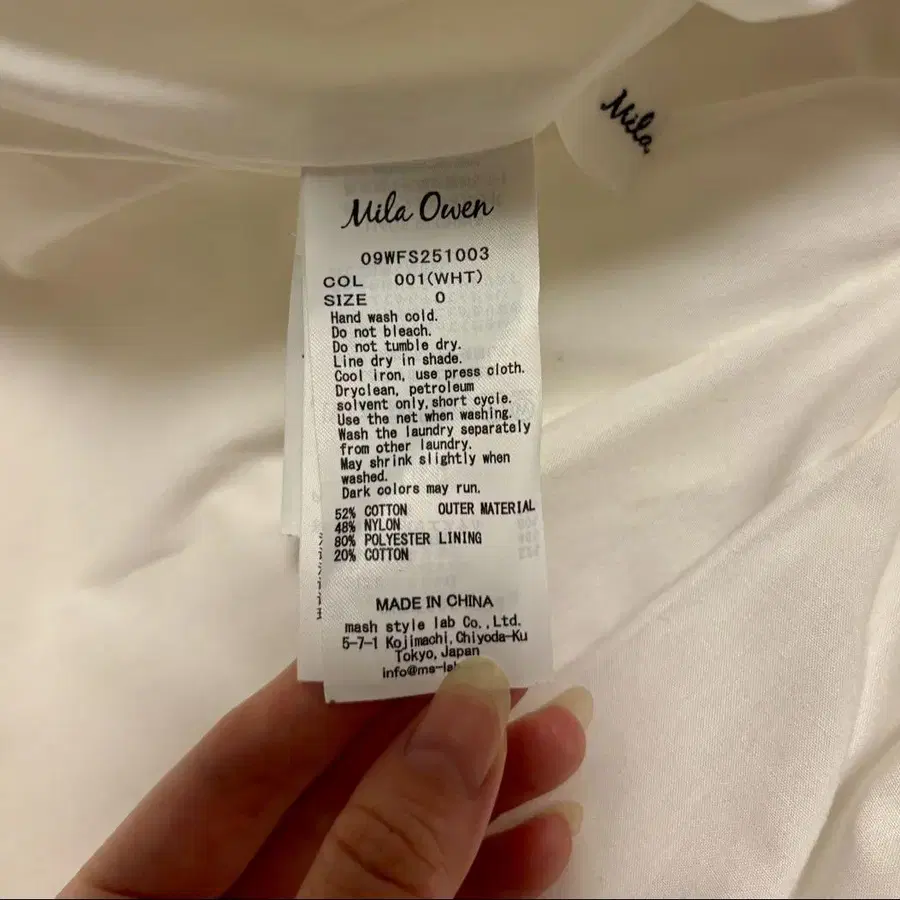 Mila
Mila Owen
09WFS251003
COL 001(WHT)
SIZE 0
Hand wash cold.
Do not bleach.
Do not tumble dry.
Line dry in shade.
Cool iron, use press cloth.
Dryclean, petroleum
solvent only,short cycle.
Use the net when washing.
Wash the laundry separately
from other laundry.
May shrink slightly when
washed.
Dark colors may run.
52% COTTON OUTER MATERIAL
48% NYLON
80% POLYESTER LINING
20% COTTON
MADE IN CHINA
mash style lab Co.,Ltd.
5-7-1 Kojimachi,Chiyoda-Ku
Tokyo,Japan